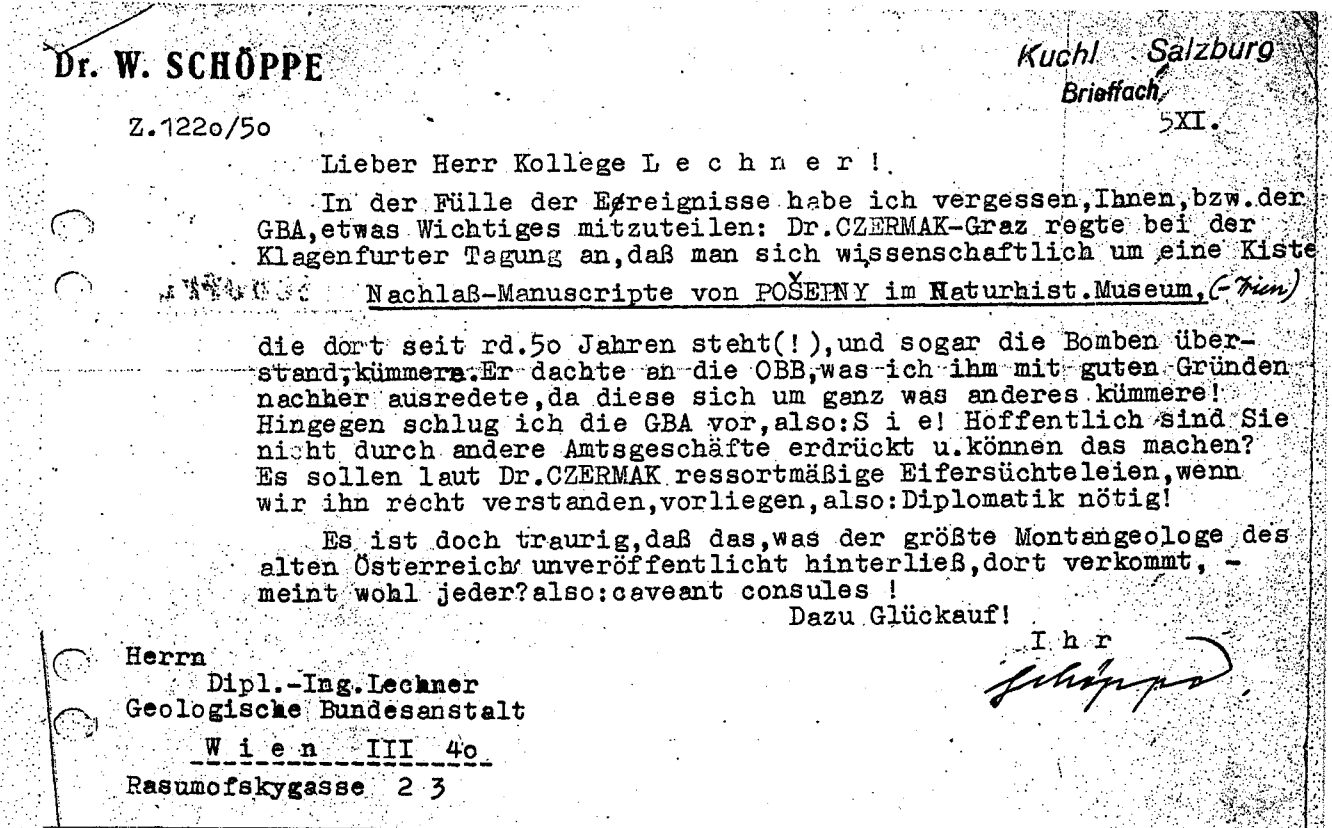 Dr. W. SCHÖPPE
Kuchl Salzburg
Brieffach,
Z.1220/50
5XI.
Lieber Herr Kollege L e c h n e r !
In der Fülle der Ereignisse habe ich vergessen,Ihnen,bzw.der
GBA,etwas Wichtiges mitzuteilen: Dr.CZERMAK-Graz regte bei der
Klagenfurter Tagung an,daß man sich wissenschaftlich um eine Kiste
Nachlaß-Manuscripte von POŠEPNY im Naturhist.Museum,(-Wien)
die dort seit rd.5o Jahren steht(!),und sogar die Bomben über-
stand,kümmere.Er dachte an die OBB,was ich ihm mit guten Gründen
nachher ausredete,da diese sich um ganz was anderes kümmere!
Hingegen schlug ich die GBA vor,also:S i e! Hoffentlich sind Sie
nicht durch andere Amtsgeschäfte erdrückt u.können das machen?
Es sollen laut Dr.CZERMAK ressortmäßige Eifersüchteleien,wenn
wir ihn recht verstanden,vorliegen,also:Diplomatik nötig!
Es ist doch traurig,daß das,was der größte Montangeologe des
alten Österreich unveröffentlicht hinterließ,dort verkommt, -
meint wohl jeder?also:caveant consules !
Dazu Glückauf!
I h r
Schöppe
Herrn
Dipl.-Ing.Lechner
Geologische Bundesanstalt
W i e n III 4o
Rasumofskygasse 2 3